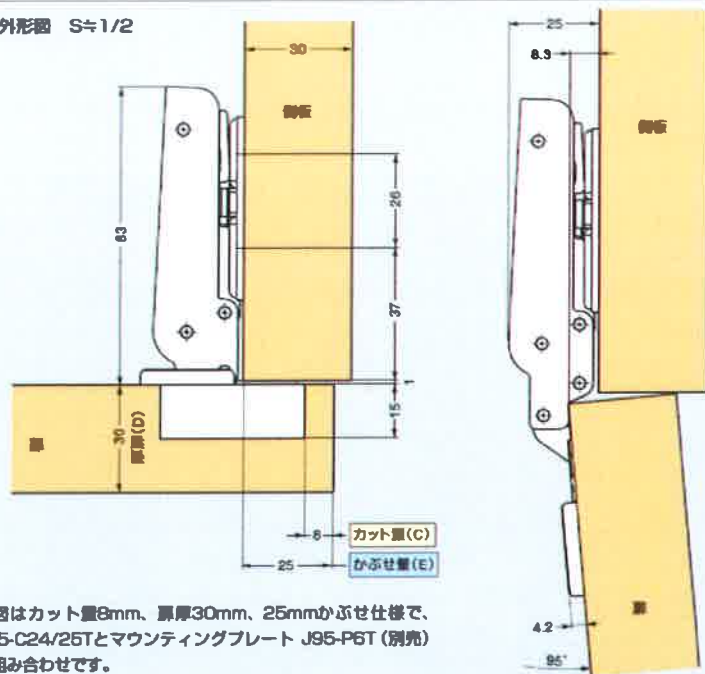 外形図 S≒1/2
30
側板
26
83
37
1
15
扉
30
扉厚(D)
8
カット量(C)
25
かぶせ量(E)
25
8.3
側板
4.2
扉
95°
図はカット量8mm、扉厚30mm、25mmかぶせ仕様で、
5-C24/25TとマウンティングプレートJ95-P6T(別売)
組み合わせです。